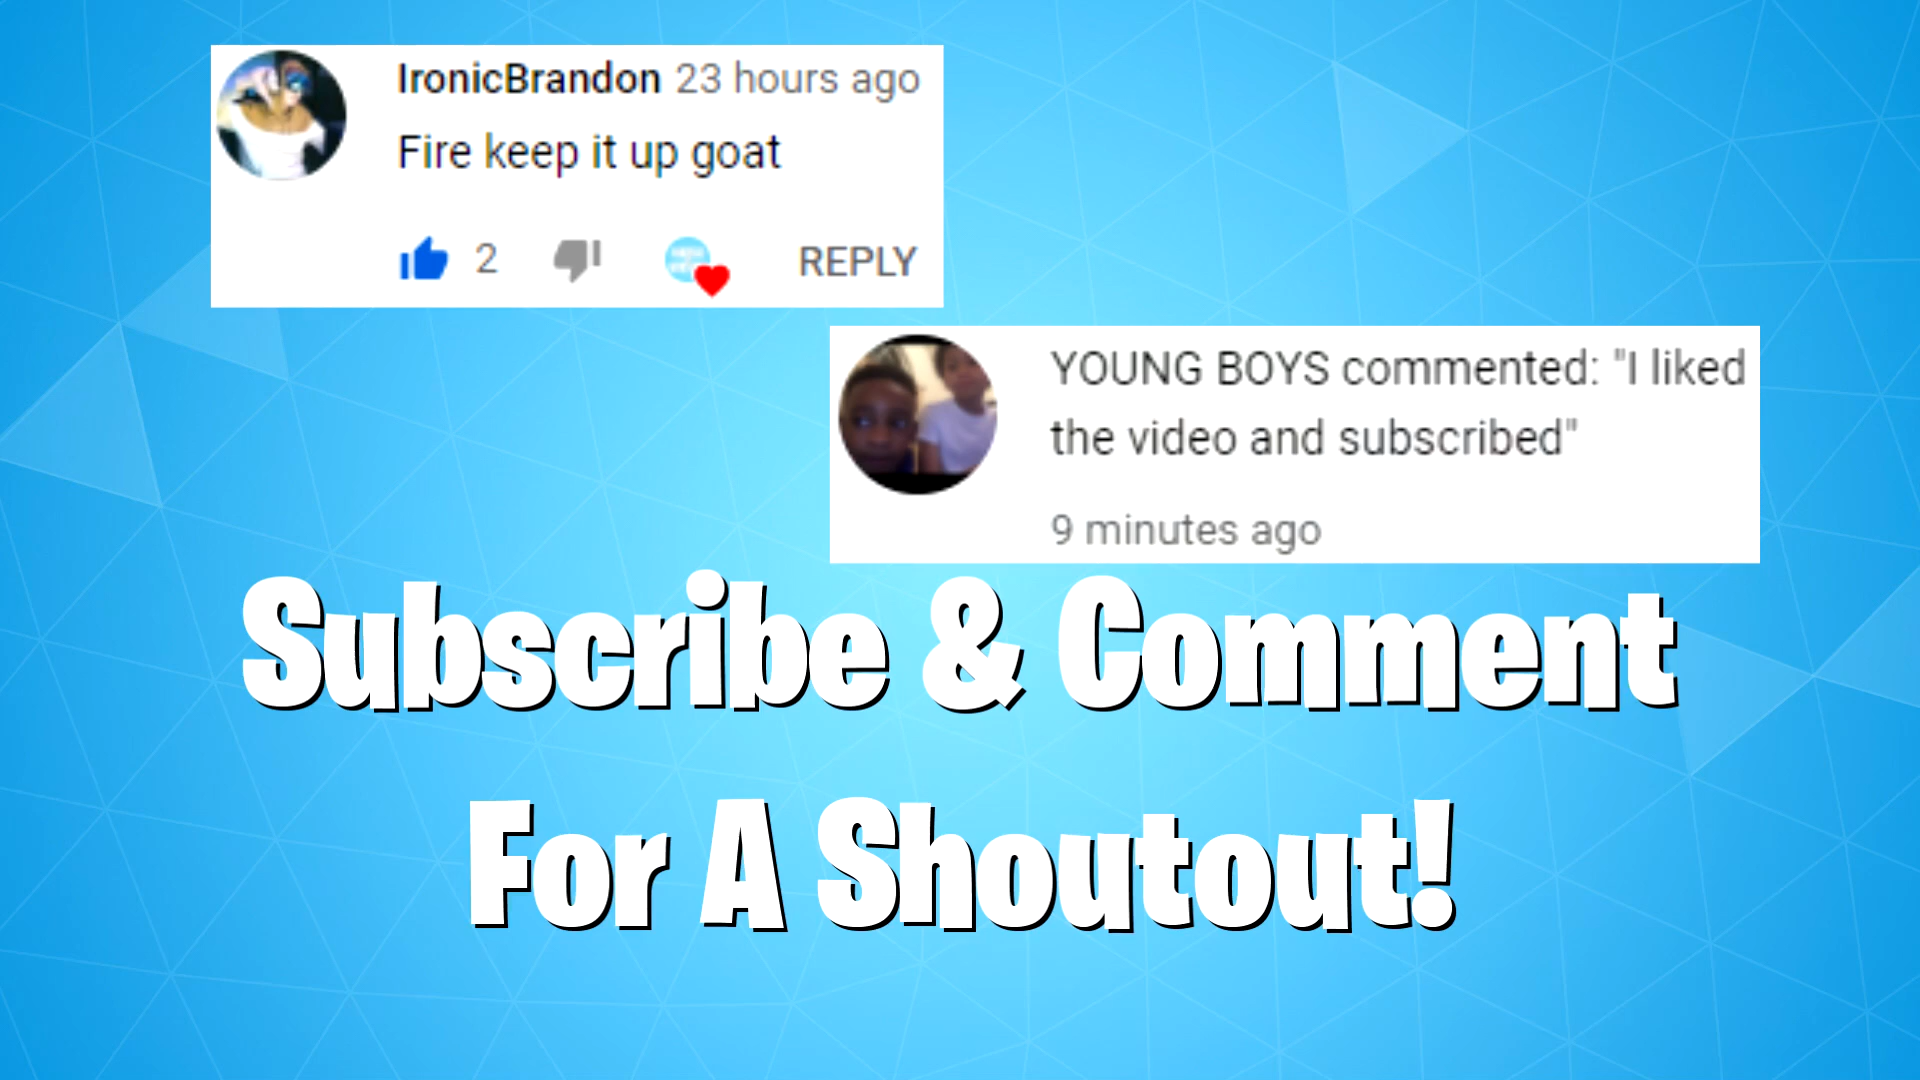 IronicBrandon 23 hours ago
Fire keep it up goat
2 REPLY
YOUNG BOYS commented: "I liked
the video and subscribed"
9 minutes ago
Subscribe & Comment
For A Shoutout!